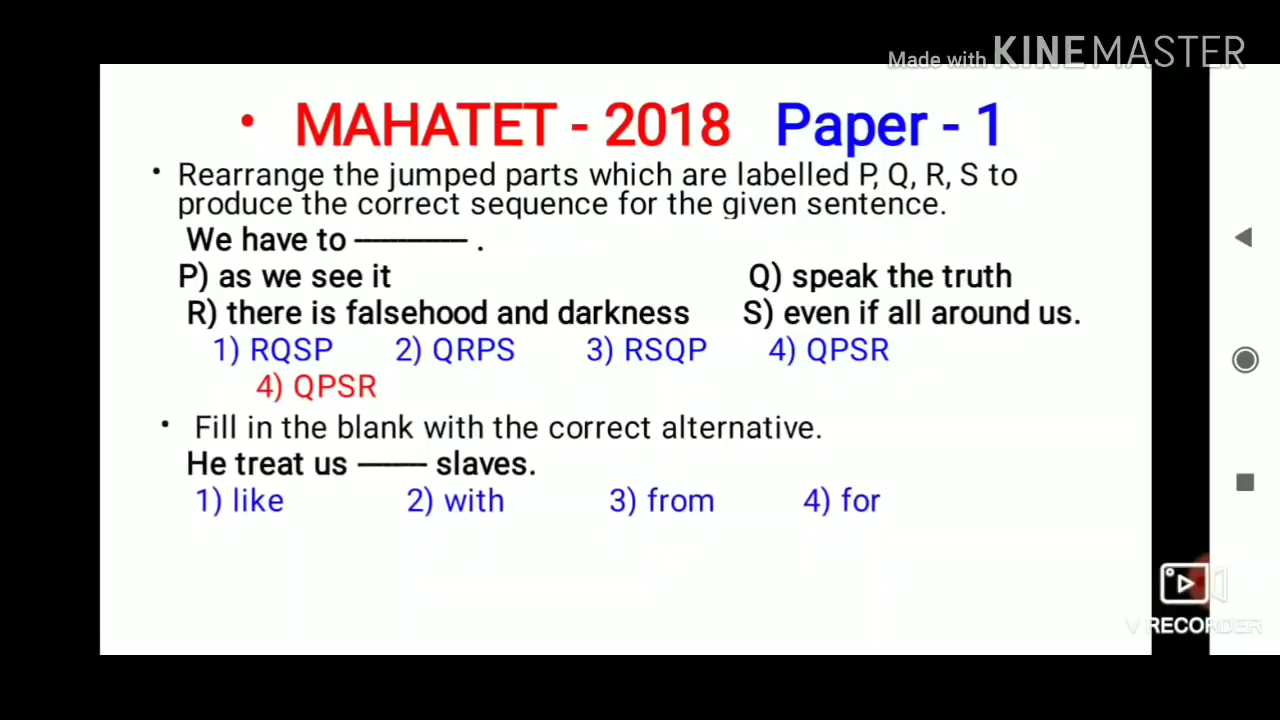 Made with KINEMASTER
• MAHATET - 2018 Paper - 1
• Rearrange the jumped parts which are labelled P, Q, R, S to
produce the correct sequence for the given sentence.
We have to ---------------- .
P) as we see it Q) speak the truth
R) there is falsehood and darkness S) even if all around us.
1) RQSP 2) QRPS 3) RSQP 4) QPSR
4) QPSR
• Fill in the blank with the correct alternative.
He treat us ---------- slaves.
1) like 2) with 3) from 4) for
V RECORDER